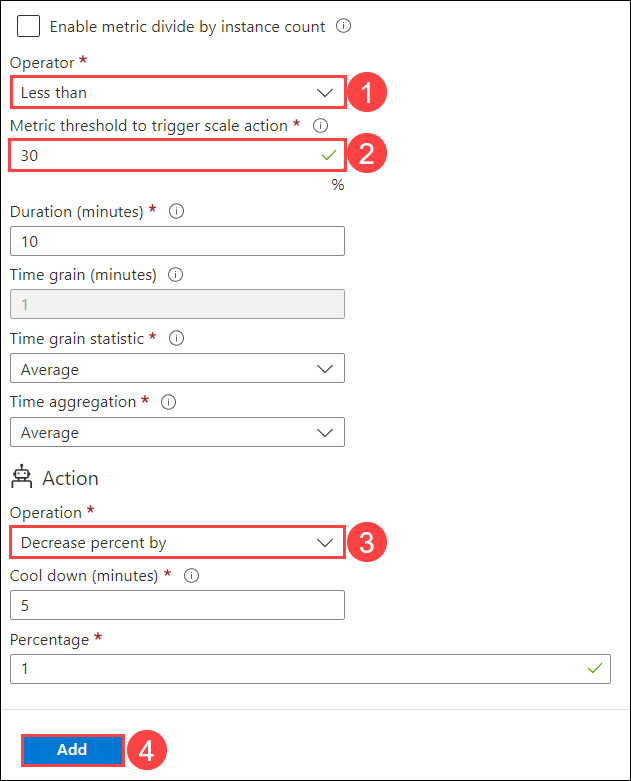 Enable metric divide by instance count
Operator *
Less than
1
Metric threshold to trigger scale action *
30
2
%
Duration (minutes) *
10
Time grain (minutes)
1
Time grain statistic *
Average
Time aggregation *
Average
Action
Operation *
Decrease percent by
3
Cool down (minutes) *
5
Percentage *
1
Add
4